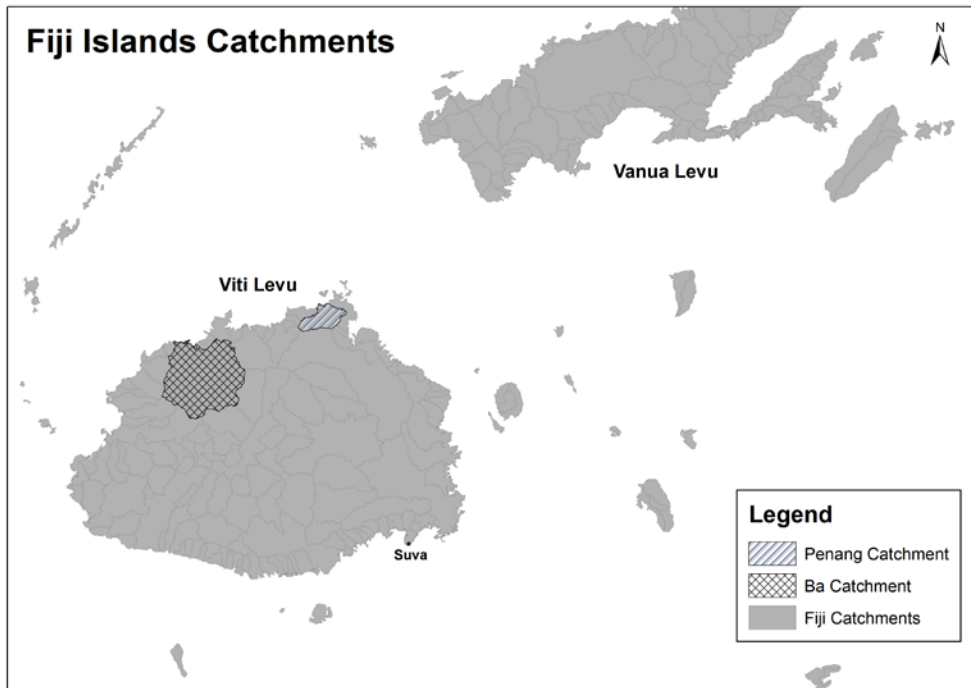 Fiji Islands Catchments
N
Vanua Levu
Viti Levu
Suva
Legend
Penang Catchment
Ba Catchment
Fiji Catchments